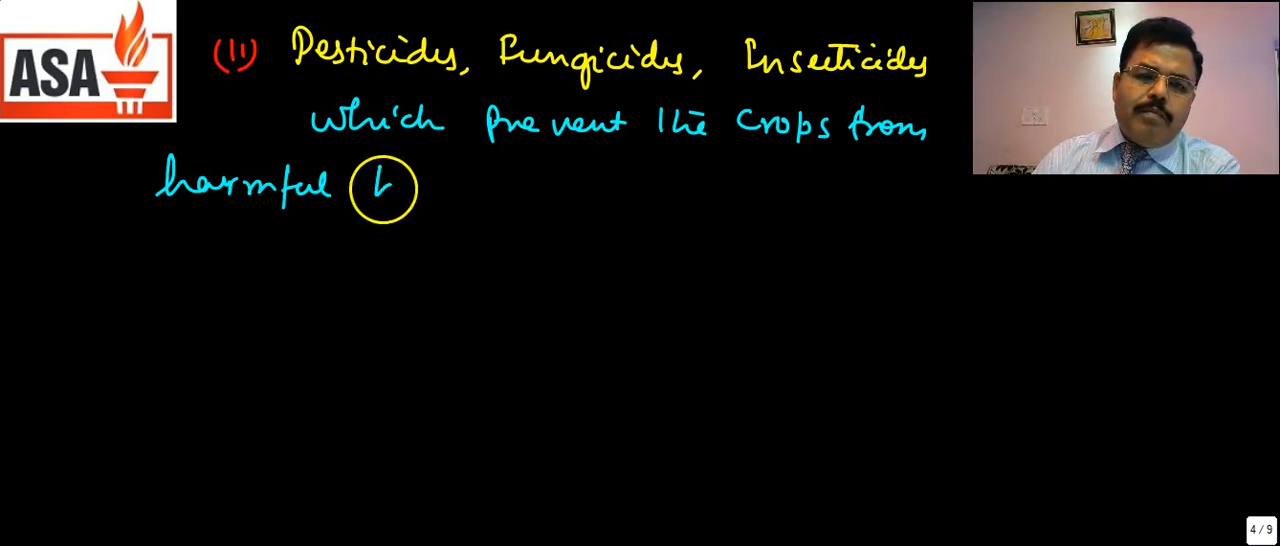 ASA
(11) Pesticides, Fungicides, Insecticides
which prevent the crops from
harmful
4 / 9